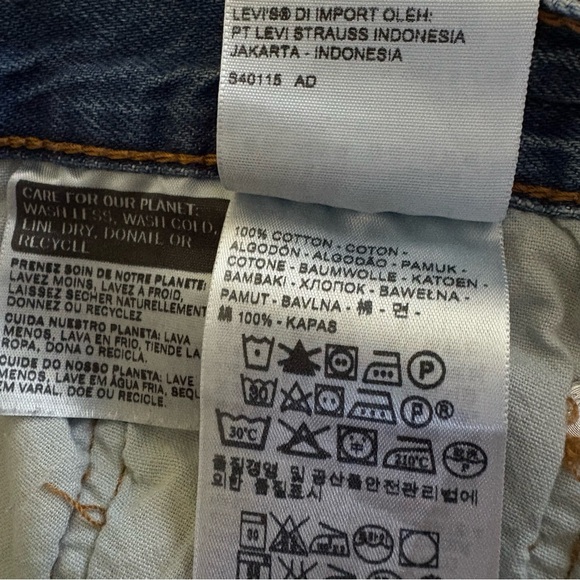 LEVI'S® DI IMPORT OLEH:
PT LEVI STRAUSS INDONESIA
JAKARTA - INDONESIA
S40115 AD
CARE FOR OUR PLANET:
WASH LESS, WASH COLD,
LINE DRY, DONATE OR
RECYCLE
PRENEZ SOIN DE NOTRE PLANETE:
LAVEZ MOINS, LAVEZ A FROID,
LAISSEZ SECHER NATURELLEMENT
DONNEZ OU RECYCLEZ
CUIDA NUESTRO PLANETA: LAVA
MENOS, LAVA EN FRIO, TIENDE LA
ROPA, DONA O RECICLA.
CUIDE DO NOSSO PLANETA: LAVE
MENOS, LAVE EM ÁGUA FRIA, SEQU
EM VARAL, DOE OU RECICLE.
100% COTTON - COTON -
ALGODÓN - ALGODÃO - PAMUK -
COTONE - BAUMWOLLE - KATOEN -
BAMBAKI - ХЛОПОК - BAWEŁNA -
PAMUT - BAVLNA - 棉 - 면 -
綿 100% - KAPAS
P
30 P®
30°C 210°C
품질경영 및 공산품안전관리법에
의한 품질표시